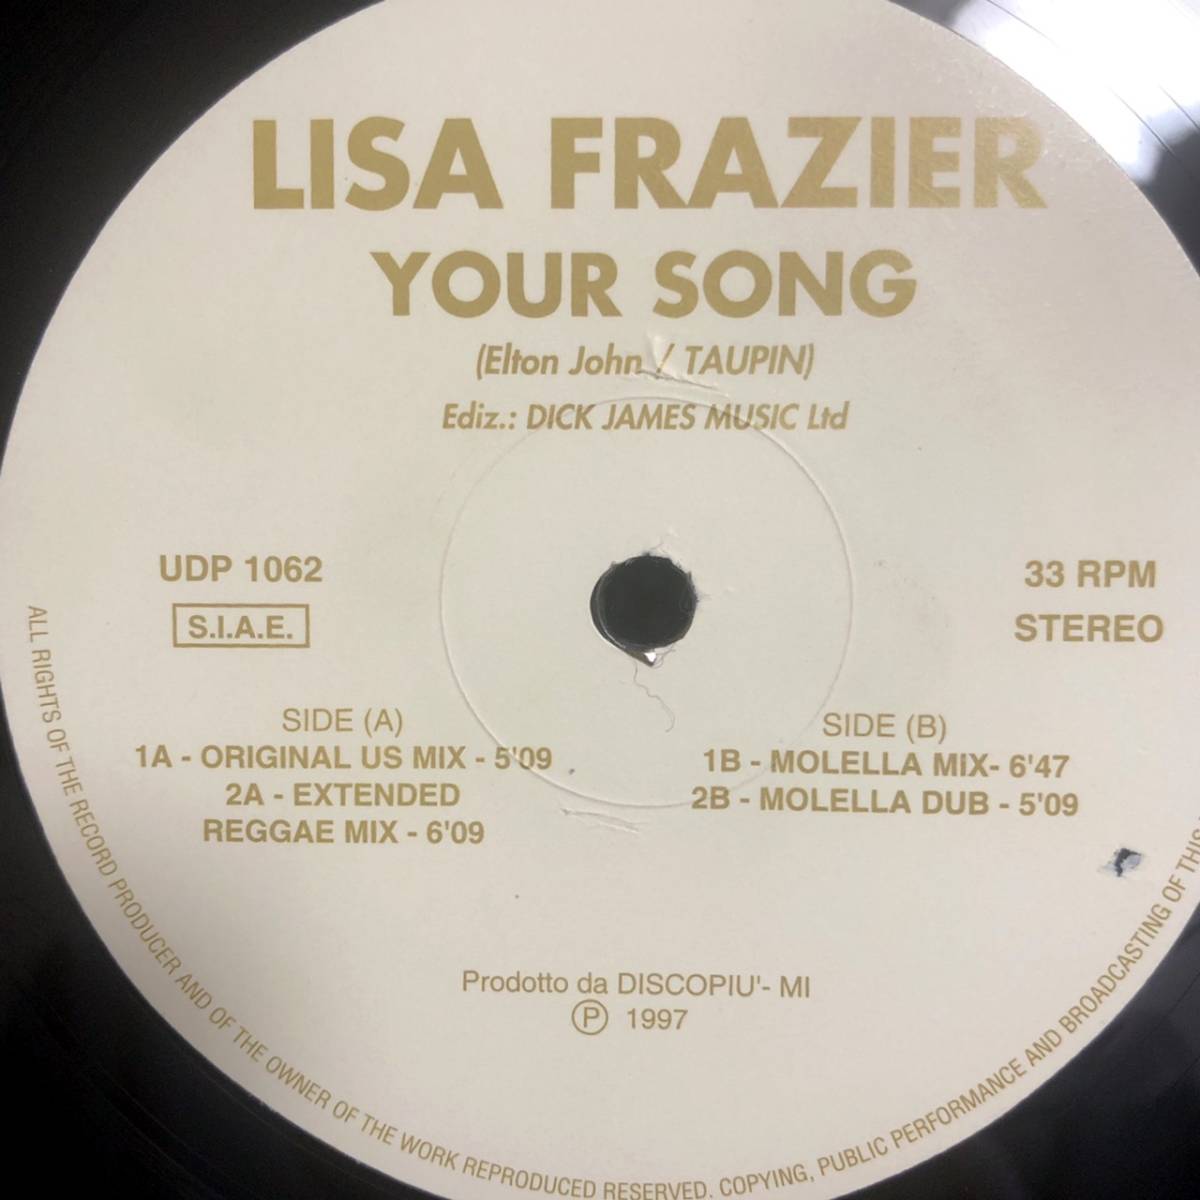 LISA FRAZIER
YOUR SONG
(Elton John / TAUPIN)
Ediz.: DICK JAMES MUSIC Ltd
UDP 1062
S.I.A.E.
33 RPM
STEREO
SIDE (A)
1A - ORIGINAL US MIX - 5'09
2A - EXTENDED
REGGAE MIX - 6'09
SIDE (B)
1B - MOLELLA MIX- 6'47
2B - MOLELLA DUB - 5'09
Prodotto da DISCOPIU'- MI
Ⓟ 1997
ALL RIGHTS OF THE RECORD PRODUCER AND OF THE OWNER OF THE WORK REPRODUCED RESERVED. COPYING, PUBLIC PERFORMANCE AND BROADCASTING OF THIS